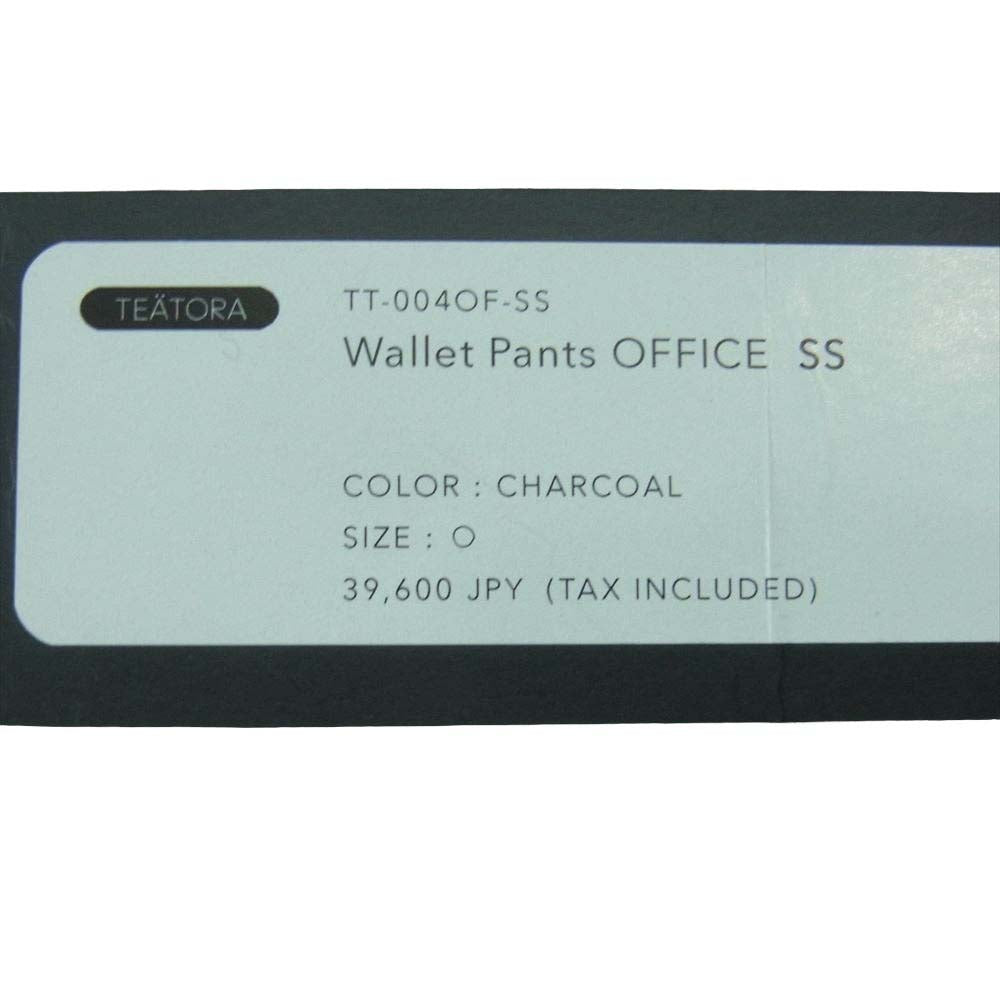 TEÄTORA
TT-004OF-SS
Wallet Pants OFFICE SS
COLOR : CHARCOAL
SIZE : O
39,600 JPY (TAX INCLUDED)